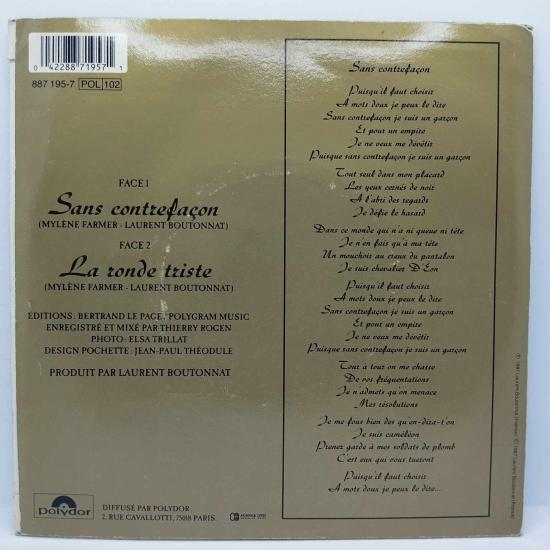 0 42288 71957 1
887 195-7 POL 102
FACE 1
Sans contrefaçon
(MYLÈNE FARMER - LAURENT BOUTONNAT)
FACE 2
La ronde triste
(MYLÈNE FARMER - LAURENT BOUTONNAT)
EDITIONS : BERTRAND LE PAGE / POLYGRAM MUSIC
ENREGISTRÉ ET MIXÉ PAR THIERRY ROGEN
PHOTO : ELSA TRILLAT
DESIGN POCHETTE : JEAN-PAUL THÉODULE
PRODUIT PAR LAURENT BOUTONNAT
polydor
DIFFUSÉ PAR POLYDOR
2, RUE CAVALLOTTI, 75018 PARIS.
Sans contrefaçon
Puisqu'il faut choisir
A mots doux je peux le dire
Sans contrefaçon je suis un garçon
Et pour un empire
Je ne veux me dévêtir
Puisque sans contrefaçon je suis un garçon
Tout seul dans mon placard
Les yeux cernés de noir
A l'abri des regards
Je défie le hasard
Dans ce monde qui n'a ni queue ni tête
Je n'en fais qu'à ma tête
Un mouchoir au creux du pantalon
Je suis chevalier D'Eon
Puisqu'il faut choisir
A mots doux je peux le dire
Sans contrefaçon je suis un garçon
Et pour un empire
Je ne veux me dévêtir
Puisque sans contrefaçon je suis un garçon
Tour à tour on me chasse
De vos fréquentations
Je n'admets qu'on menace
Mes résolutions
Je me fous bien des qu'en-dira-t'on
Je suis caméléon
Prenez garde à mes soldats de plomb
C'est eux qui vous tueront
Puisqu'il faut choisir
A mots doux je peux le dire...
℗ 1987 Laurent Boutonnat (France) © 1987 Laurent Boutonnat (France)